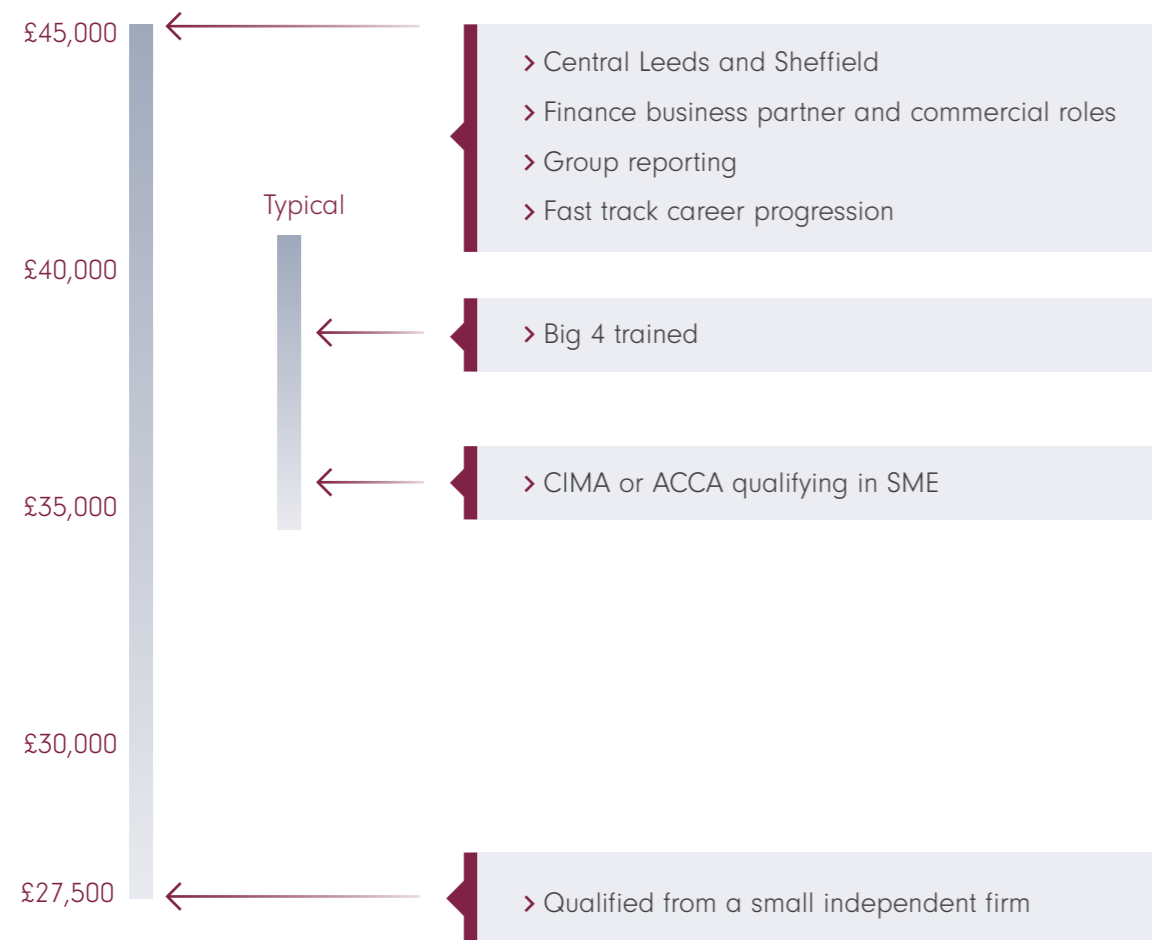 £45,000
> Central Leeds and Sheffield
> Finance business partner and commercial roles
> Group reporting
> Fast track career progression
Typical
£40,000
> Big 4 trained
> CIMA or ACCA qualifying in SME
£35,000
£30,000
£27,500
> Qualified from a small independent firm